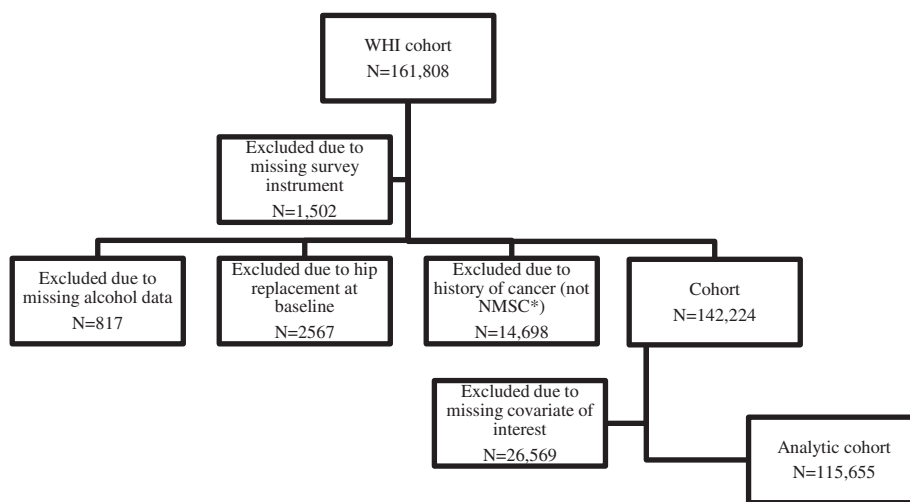 WHI cohort
N=161,808
Excluded due to
missing survey
instrument
N=1,502
Excluded due to
missing alcohol data
N=817
Excluded due to hip
replacement at
baseline
N=2567
Excluded due to
history of cancer (not
NMSC*)
N=14,698
Cohort
N=142,224
Excluded due to
missing covariate of
interest
N=26,569
Analytic cohort
N=115,655